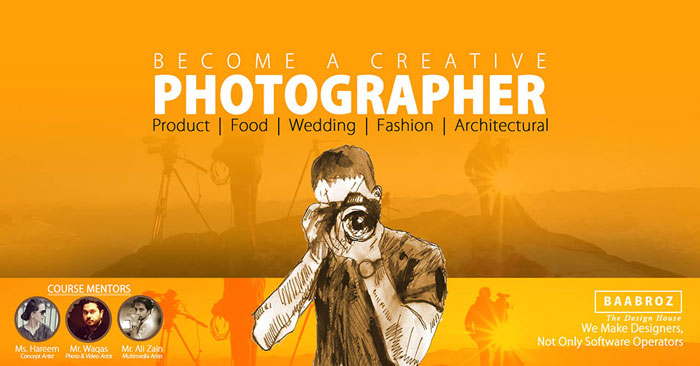 BECOME A CREATIVE
PHOTOGRAPHER
Product | Food | Wedding | Fashion | Architectural
COURSE MENTORS
Ms. Hareem
Concept Artist
Mr. Waqas
Photo & Video Artist
Mr. Ali Zain
Multimedia Artist
BAABROZ
The Design House
We Make Designers,
Not Only Software Operators